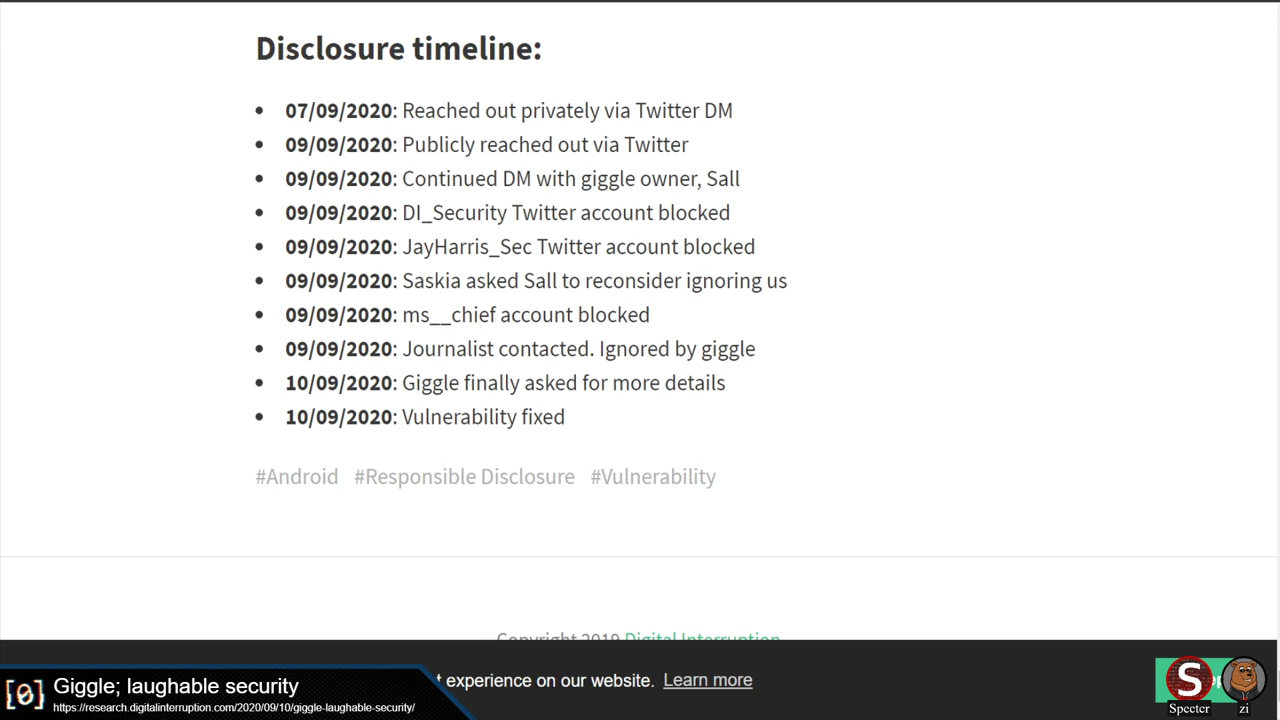 Disclosure timeline:
• 07/09/2020: Reached out privately via Twitter DM
• 09/09/2020: Publicly reached out via Twitter
• 09/09/2020: Continued DM with giggle owner, Sall
• 09/09/2020: DI_Security Twitter account blocked
• 09/09/2020: JayHarris_Sec Twitter account blocked
• 09/09/2020: Saskia asked Sall to reconsider ignoring us
• 09/09/2020: ms__chief account blocked
• 09/09/2020: Journalist contacted. Ignored by giggle
• 10/09/2020: Giggle finally asked for more details
• 10/09/2020: Vulnerability fixed
#Android #Responsible Disclosure #Vulnerability
Copyright 2019 Digital Interruption
t experience on our website. Learn more
[0] Giggle; laughable security
https://research.digitalinterruption.com/2020/09/10/giggle-laughable-security/
S
Specter zi